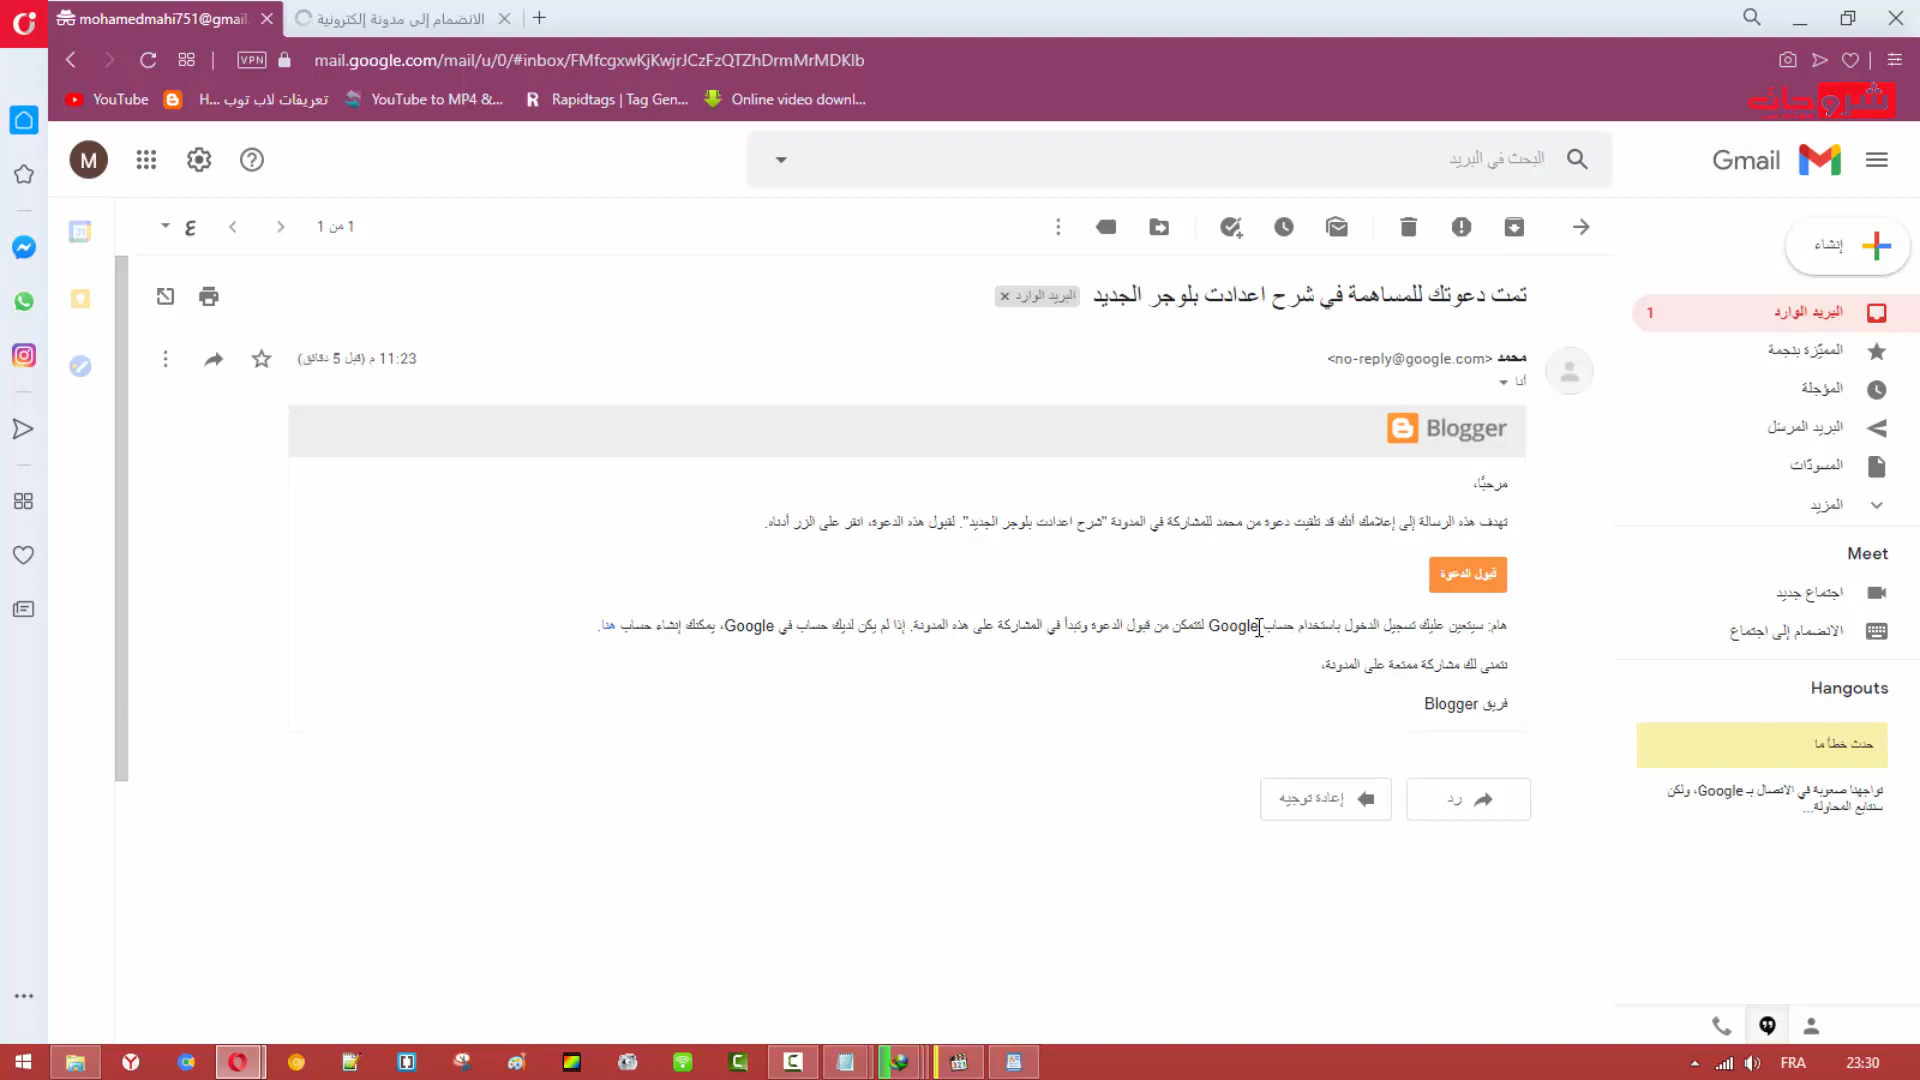 mohamedmahi751@gmail.
الانضمام إلى مدونة إلكترونية
VPN
mail.google.com/mail/u/0/#inbox/FMfcgxwKjKwjrJCzFzQTZhDrmMrMDKlb
YouTube
تعريفات لاب توب ...H
YouTube to MP4 &...
Rapidtags | Tag Gen...
Online video downl...
شروحاته
M
البحث في البريد
Gmail
ع
1 من 1
إنشاء
تمت دعوتك للمساهمة في شرح اعدادت بلوجر الجديد
البريد الوارد
محمد <no-reply@google.com>
11:23 م (قبل 5 دقائق)
أنا
Blogger
مرحبًا،
تهدف هذه الرسالة إلى إعلامك أنك قد تلقيت دعوة من محمد للمشاركة في المدونة "شرح اعدادت بلوجر الجديد". لقبول هذه الدعوة، انقر على الزر أدناه.
قبول الدعوة
هام: سيتعين عليك تسجيل الدخول باستخدام حساب Google لتتمكن من قبول الدعوة وتبدأ في المشاركة على هذه المدونة. إذا لم يكن لديك حساب في Google، يمكنك إنشاء حساب هنا.
نتمنى لك مشاركة ممتعة على المدونة،
فريق Blogger
رد
إعادة توجيه
البريد الوارد
1
المميّزة بنجمة
المؤجلة
البريد المرسَل
المسودّات
المزيد
Meet
اجتماع جديد
الانضمام إلى اجتماع
Hangouts
حدث خطأ ما
تواجهنا صعوبة في الاتصال بـ Google، ولكن
سنتابع المحاولة...
FRA
23:30